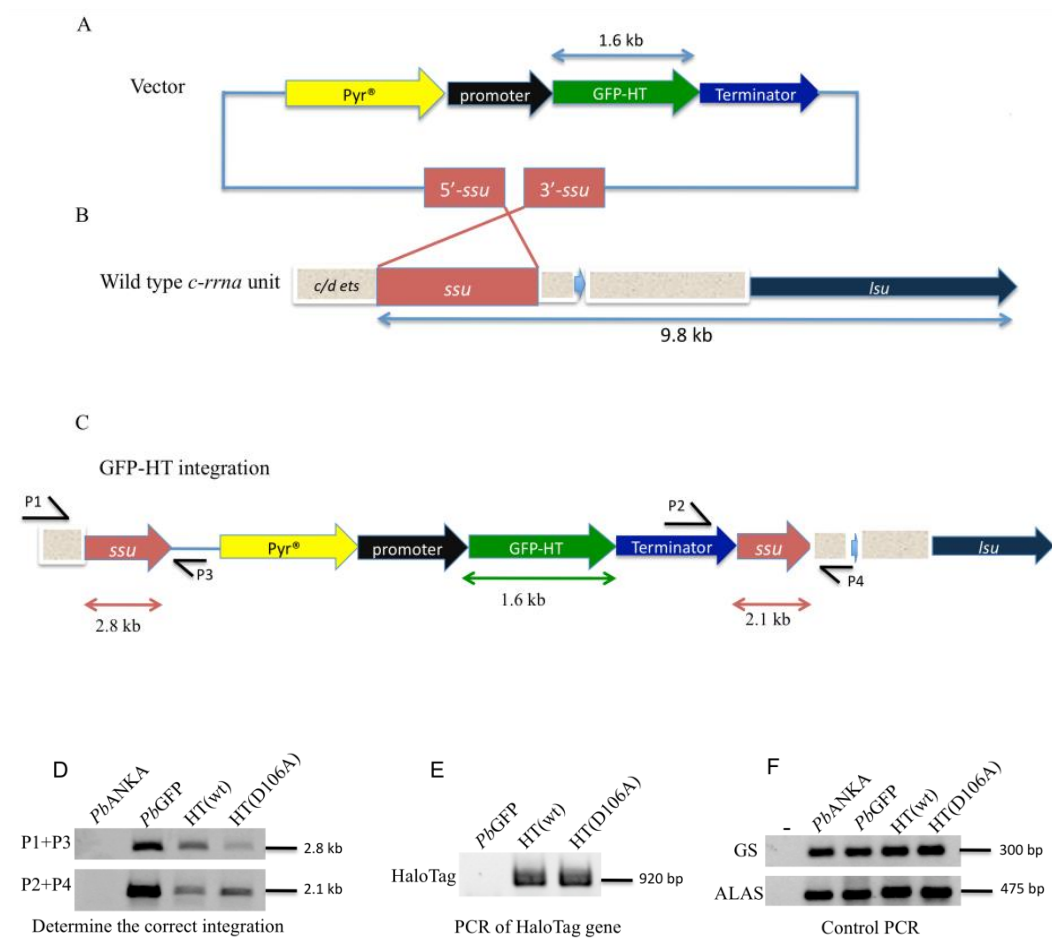 A
1.6 kb
Vector
Pyr®
promoter
GFP-HT
Terminator
5’-ssu
3’-ssu
B
Wild type c-rrna unit
c/d ets
ssu
lsu
9.8 kb
C
GFP-HT integration
P1
P2
ssu
Pyr®
promoter
GFP-HT
Terminator
ssu
lsu
P3
P4
2.8 kb
1.6 kb
2.1 kb
D
PbANKA
PbGFP
HT(wt)
HT(D106A)
P1+P3
2.8 kb
P2+P4
2.1 kb
Determine the correct integration
E
PbGFP
HT(wt)
HT(D106A)
HaloTag
920 bp
PCR of HaloTag gene
F
-
PbANKA
PbGFP
HT(wt)
HT(D106A)
GS
300 bp
ALAS
475 bp
Control PCR